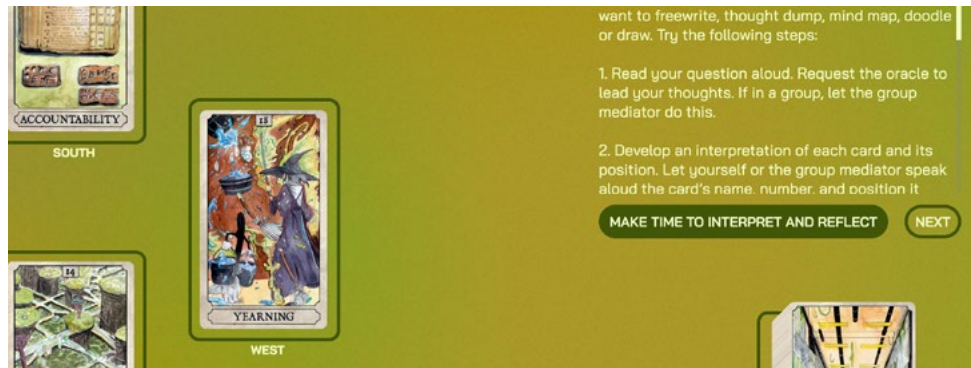 want to freewrite, thought dump, mind map, doodle
or draw. Try the following steps:
1. Read your question aloud. Request the oracle to
lead your thoughts. If in a group, let the group
mediator do this.
2. Develop an interpretation of each card and its
position. Let yourself or the group mediator speak
aloud the card's name, number, and position it
MAKE TIME TO INTERPRET AND REFLECT
NEXT
ACCOUNTABILITY
SOUTH
18
YEARNING
WEST
14